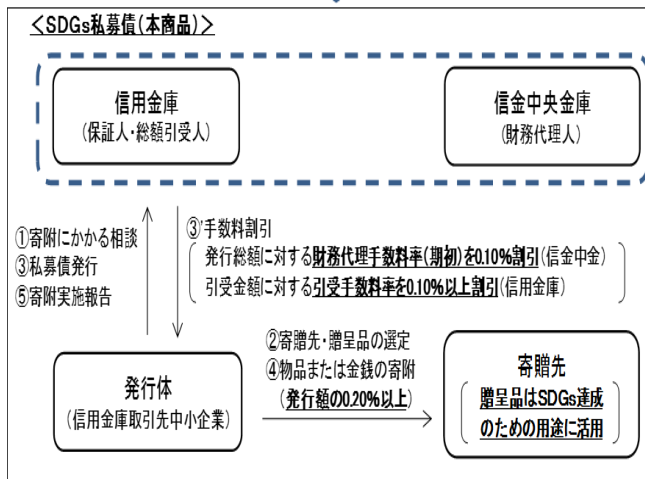 <SDGs私募債(本商品)>
信用金庫
(保証人・総額引受人)
信金中央金庫
(財務代理人)
①寄附にかかる相談
③私募債発行
⑤寄附実施報告
③'手数料割引
発行総額に対する財務代理手数料率(期初)を0.10%割引(信金中金)
引受金額に対する引受手数料率を0.10%以上割引(信用金庫)
②寄贈先・贈呈品の選定
④物品または金銭の寄附
(発行額の0.20%以上)
発行体
(信用金庫取引先中小企業)
寄贈先
贈呈品はSDGs達成
のための用途に活用